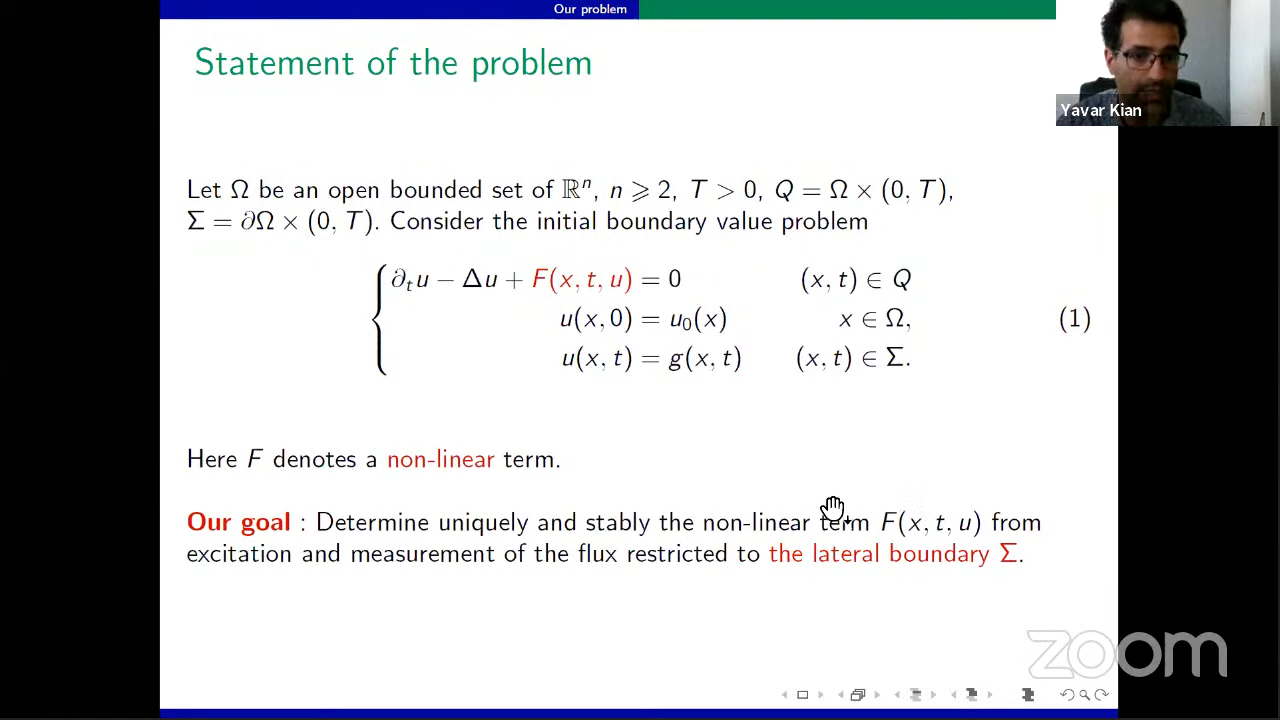 Our problem
Statement of the problem
Yavar Kian
Let Ω be an open bounded set of ℝⁿ, n ⩾ 2, T > 0, Q = Ω × (0, T),
Σ = ∂Ω × (0, T). Consider the initial boundary value problem
∂ₜu − Δu + F(x, t, u) = 0 (x, t) ∈ Q
u(x, 0) = u₀(x) x ∈ Ω, (1)
u(x, t) = g(x, t) (x, t) ∈ Σ.
Here F denotes a non-linear term.
Our goal : Determine uniquely and stably the non-linear term F(x, t, u) from
excitation and measurement of the flux restricted to the lateral boundary Σ.
zoom